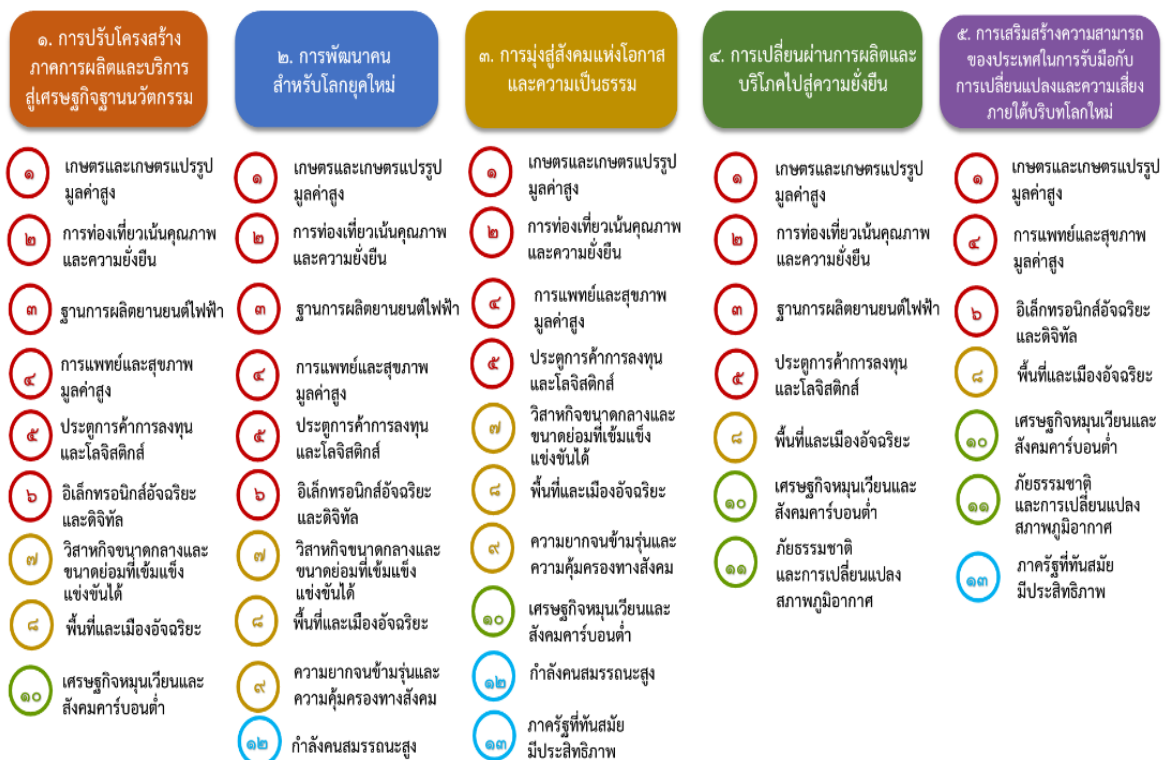 ๑. การปรับโครงสร้าง
ภาคการผลิตและบริการ
สู่เศรษฐกิจฐานนวัตกรรม
๑
เกษตรและเกษตรแปรรูป
มูลค่าสูง
๒
การท่องเที่ยวเน้นคุณภาพ
และความยั่งยืน
๓
ฐานการผลิตยานยนต์ไฟฟ้า
๔
การแพทย์และสุขภาพ
มูลค่าสูง
๕
ประตูการค้าการลงทุน
และโลจิสติกส์
๖
อิเล็กทรอนิกส์อัจฉริยะ
และดิจิทัล
๗
วิสาหกิจขนาดกลางและ
ขนาดย่อมที่เข้มแข็ง
แข่งขันได้
๘
พื้นที่และเมืองอัจฉริยะ
๑๐
เศรษฐกิจหมุนเวียนและ
สังคมคาร์บอนต่ำ
๒. การพัฒนาคน
สำหรับโลกยุคใหม่
๑
เกษตรและเกษตรแปรรูป
มูลค่าสูง
๒
การท่องเที่ยวเน้นคุณภาพ
และความยั่งยืน
๓
ฐานการผลิตยานยนต์ไฟฟ้า
๔
การแพทย์และสุขภาพ
มูลค่าสูง
๕
ประตูการค้าการลงทุน
และโลจิสติกส์
๖
อิเล็กทรอนิกส์อัจฉริยะ
และดิจิทัล
๗
วิสาหกิจขนาดกลางและ
ขนาดย่อมที่เข้มแข็ง
แข่งขันได้
๘
พื้นที่และเมืองอัจฉริยะ
๙
ความยากจนข้ามรุ่นและ
ความคุ้มครองทางสังคม
๑๒
กำลังคนสมรรถนะสูง
๓. การมุ่งสู่สังคมแห่งโอกาส
และความเป็นธรรม
๑
เกษตรและเกษตรแปรรูป
มูลค่าสูง
๒
การท่องเที่ยวเน้นคุณภาพ
และความยั่งยืน
๔
การแพทย์และสุขภาพ
มูลค่าสูง
๕
ประตูการค้าการลงทุน
และโลจิสติกส์
๗
วิสาหกิจขนาดกลางและ
ขนาดย่อมที่เข้มแข็ง
แข่งขันได้
๘
พื้นที่และเมืองอัจฉริยะ
๙
ความยากจนข้ามรุ่นและ
ความคุ้มครองทางสังคม
๑๐
เศรษฐกิจหมุนเวียนและ
สังคมคาร์บอนต่ำ
๑๒
กำลังคนสมรรถนะสูง
๑๓
ภาครัฐที่ทันสมัย
มีประสิทธิภาพ
๔. การเปลี่ยนผ่านการผลิตและ
บริโภคไปสู่ความยั่งยืน
๑
เกษตรและเกษตรแปรรูป
มูลค่าสูง
๒
การท่องเที่ยวเน้นคุณภาพ
และความยั่งยืน
๓
ฐานการผลิตยานยนต์ไฟฟ้า
๕
ประตูการค้าการลงทุน
และโลจิสติกส์
๘
พื้นที่และเมืองอัจฉริยะ
๑๐
เศรษฐกิจหมุนเวียนและ
สังคมคาร์บอนต่ำ
๑๑
ภัยธรรมชาติ
และการเปลี่ยนแปลง
สภาพภูมิอากาศ
๕. การเสริมสร้างความสามารถ
ของประเทศในการรับมือกับ
การเปลี่ยนแปลงและความเสี่ยง
ภายใต้บริบทโลกใหม่
๑
เกษตรและเกษตรแปรรูป
มูลค่าสูง
๔
การแพทย์และสุขภาพ
มูลค่าสูง
๖
อิเล็กทรอนิกส์อัจฉริยะ
และดิจิทัล
๘
พื้นที่และเมืองอัจฉริยะ
๑๐
เศรษฐกิจหมุนเวียนและ
สังคมคาร์บอนต่ำ
๑๑
ภัยธรรมชาติ
และการเปลี่ยนแปลง
สภาพภูมิอากาศ
๑๓
ภาครัฐที่ทันสมัย
มีประสิทธิภาพ